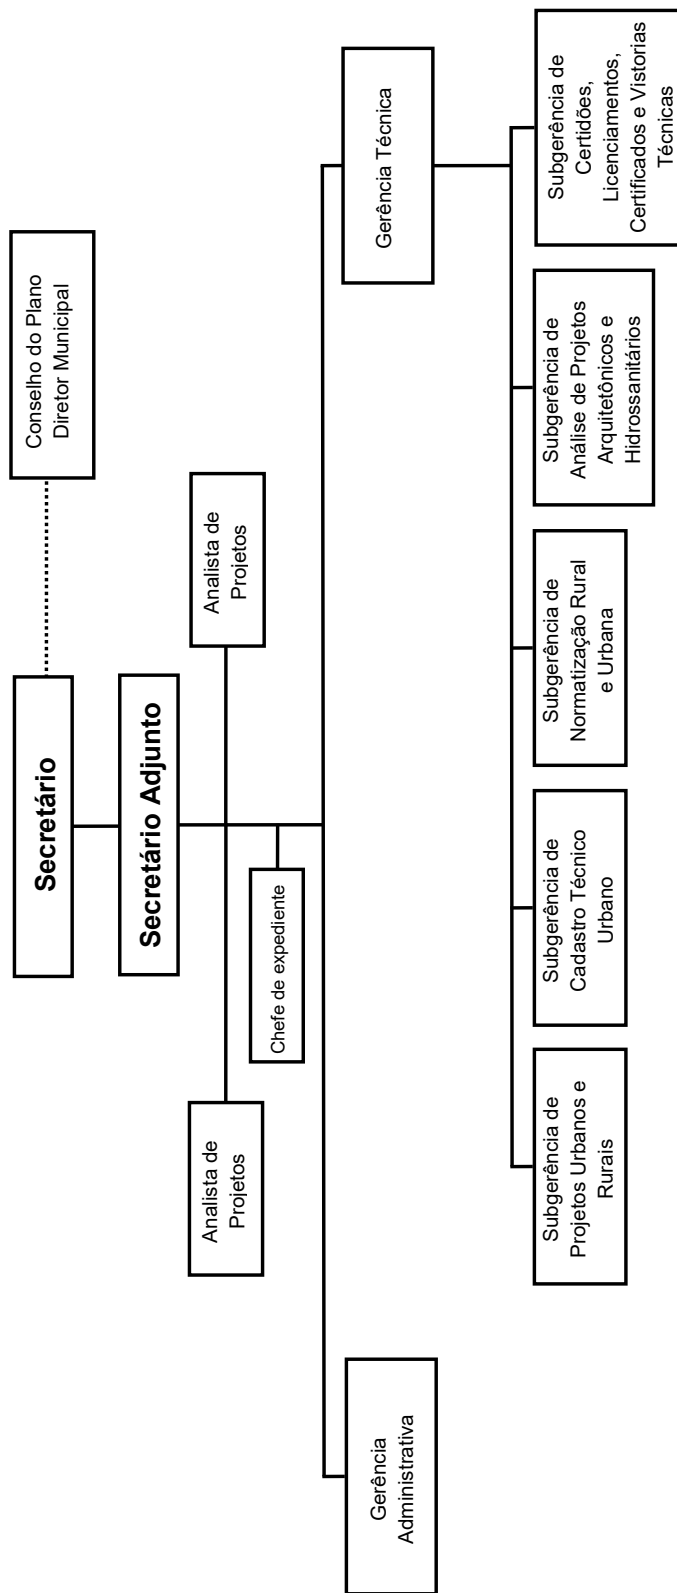 Conselho do Plano
Diretor Municipal
Secretário
Secretário Adjunto
Analista de
Projetos
Analista de
Projetos
Chefe de expediente
Gerência
Administrativa
Gerência Técnica
Subgerência de
Projetos Urbanos e
Rurais
Subgerência de
Cadastro Técnico
Urbano
Subgerência de
Normatização Rural
e Urbana
Subgerência de
Análise de Projetos
Arquitetônicos e
Hidrossanitários
Subgerência de
Certidões,
Licenciamentos,
Certificados e Vistorias
Técnicas